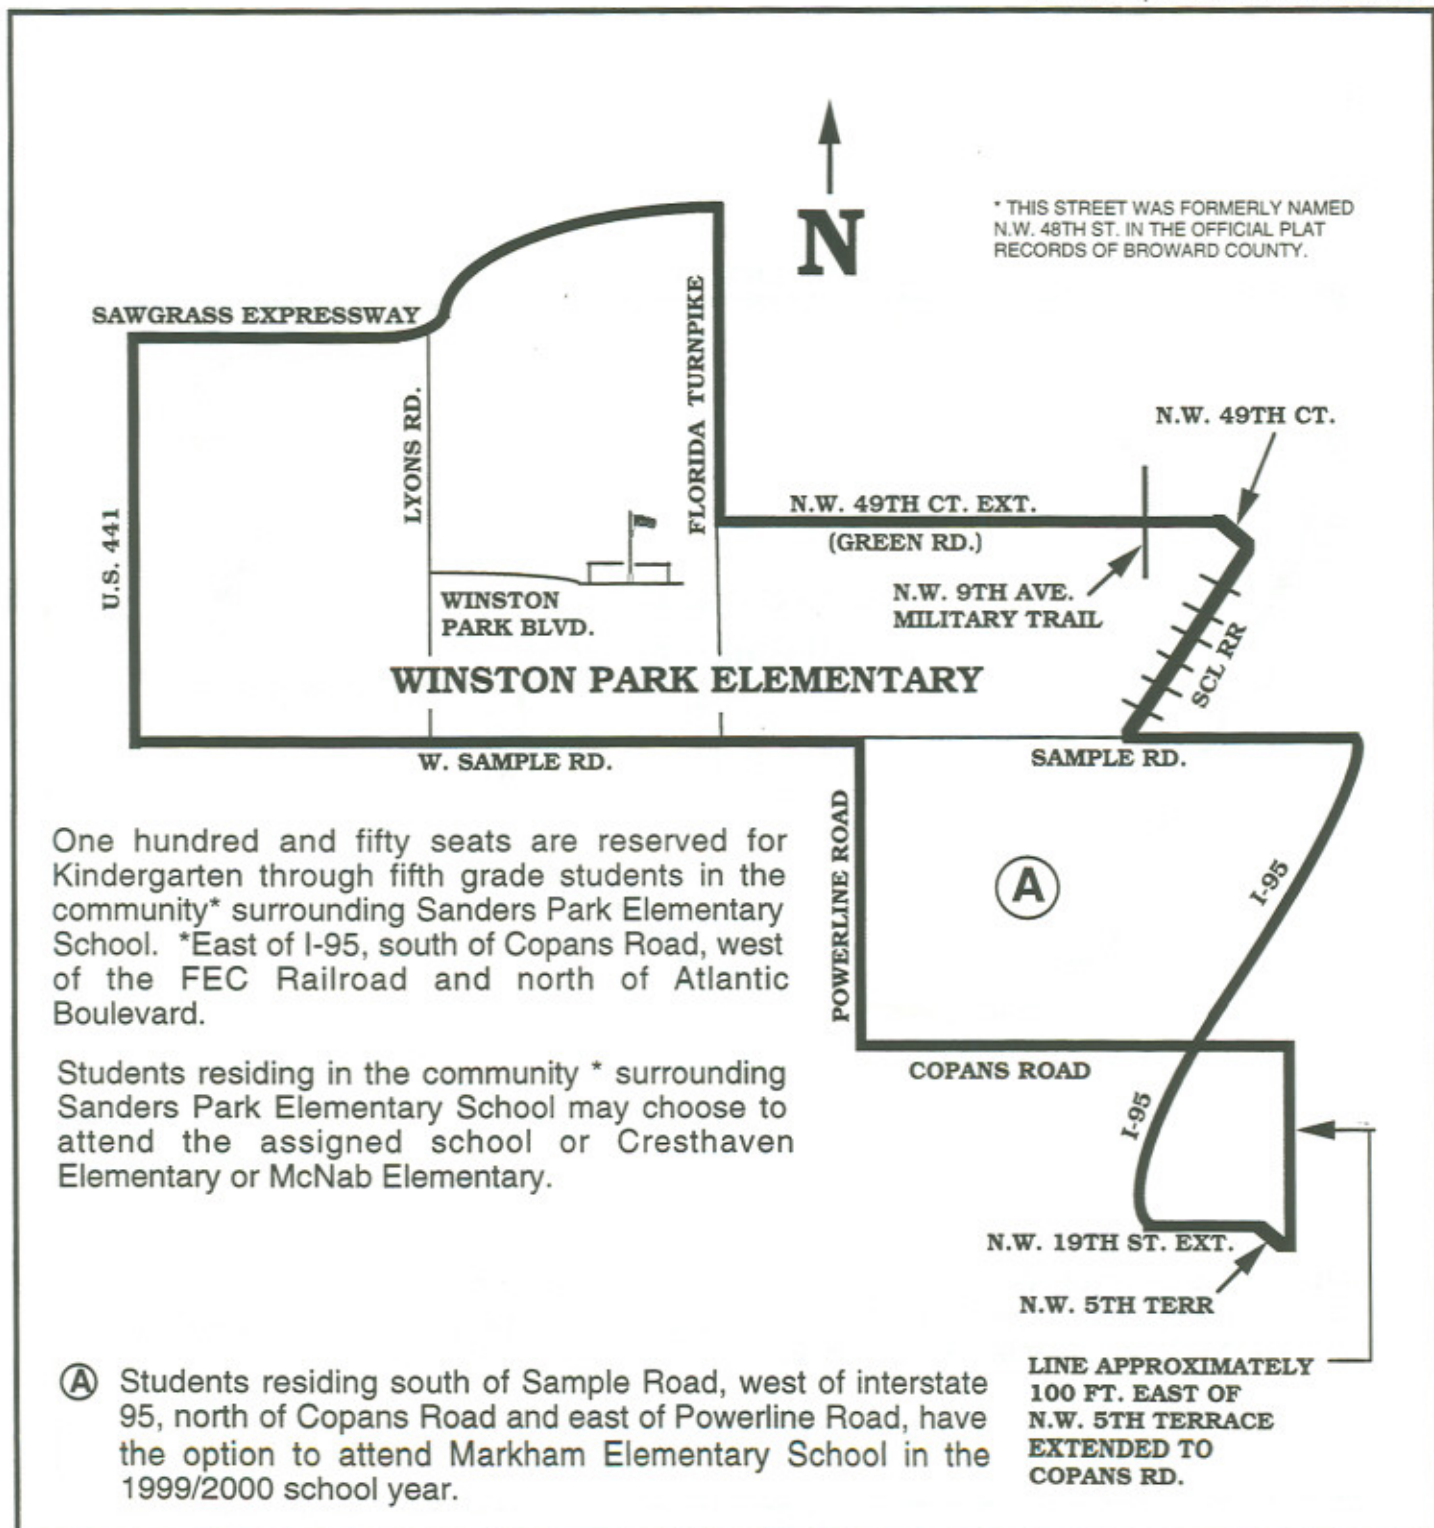 N
* THIS STREET WAS FORMERLY NAMED
N.W. 48TH ST. IN THE OFFICIAL PLAT
RECORDS OF BROWARD COUNTY.
SAWGRASS EXPRESSWAY
FLORIDA TURNPIKE
LYONS RD.
U.S. 441
N.W. 49TH CT.
N.W. 49TH CT. EXT.
(GREEN RD.)
N.W. 9TH AVE.
MILITARY TRAIL
WINSTON
PARK BLVD.
SCL RR
WINSTON PARK ELEMENTARY
W. SAMPLE RD.
SAMPLE RD.
POWERLINE ROAD
A
I-95
One hundred and fifty seats are reserved for
Kindergarten through fifth grade students in the
community* surrounding Sanders Park Elementary
School. *East of I-95, south of Copans Road, west
of the FEC Railroad and north of Atlantic
Boulevard.
COPANS ROAD
I-95
Students residing in the community * surrounding
Sanders Park Elementary School may choose to
attend the assigned school or Cresthaven
Elementary or McNab Elementary.
N.W. 19TH ST. EXT.
N.W. 5TH TERR
LINE APPROXIMATELY
100 FT. EAST OF
N.W. 5TH TERRACE
EXTENDED TO
COPANS RD.
A Students residing south of Sample Road, west of interstate
95, north of Copans Road and east of Powerline Road, have
the option to attend Markham Elementary School in the
1999/2000 school year.